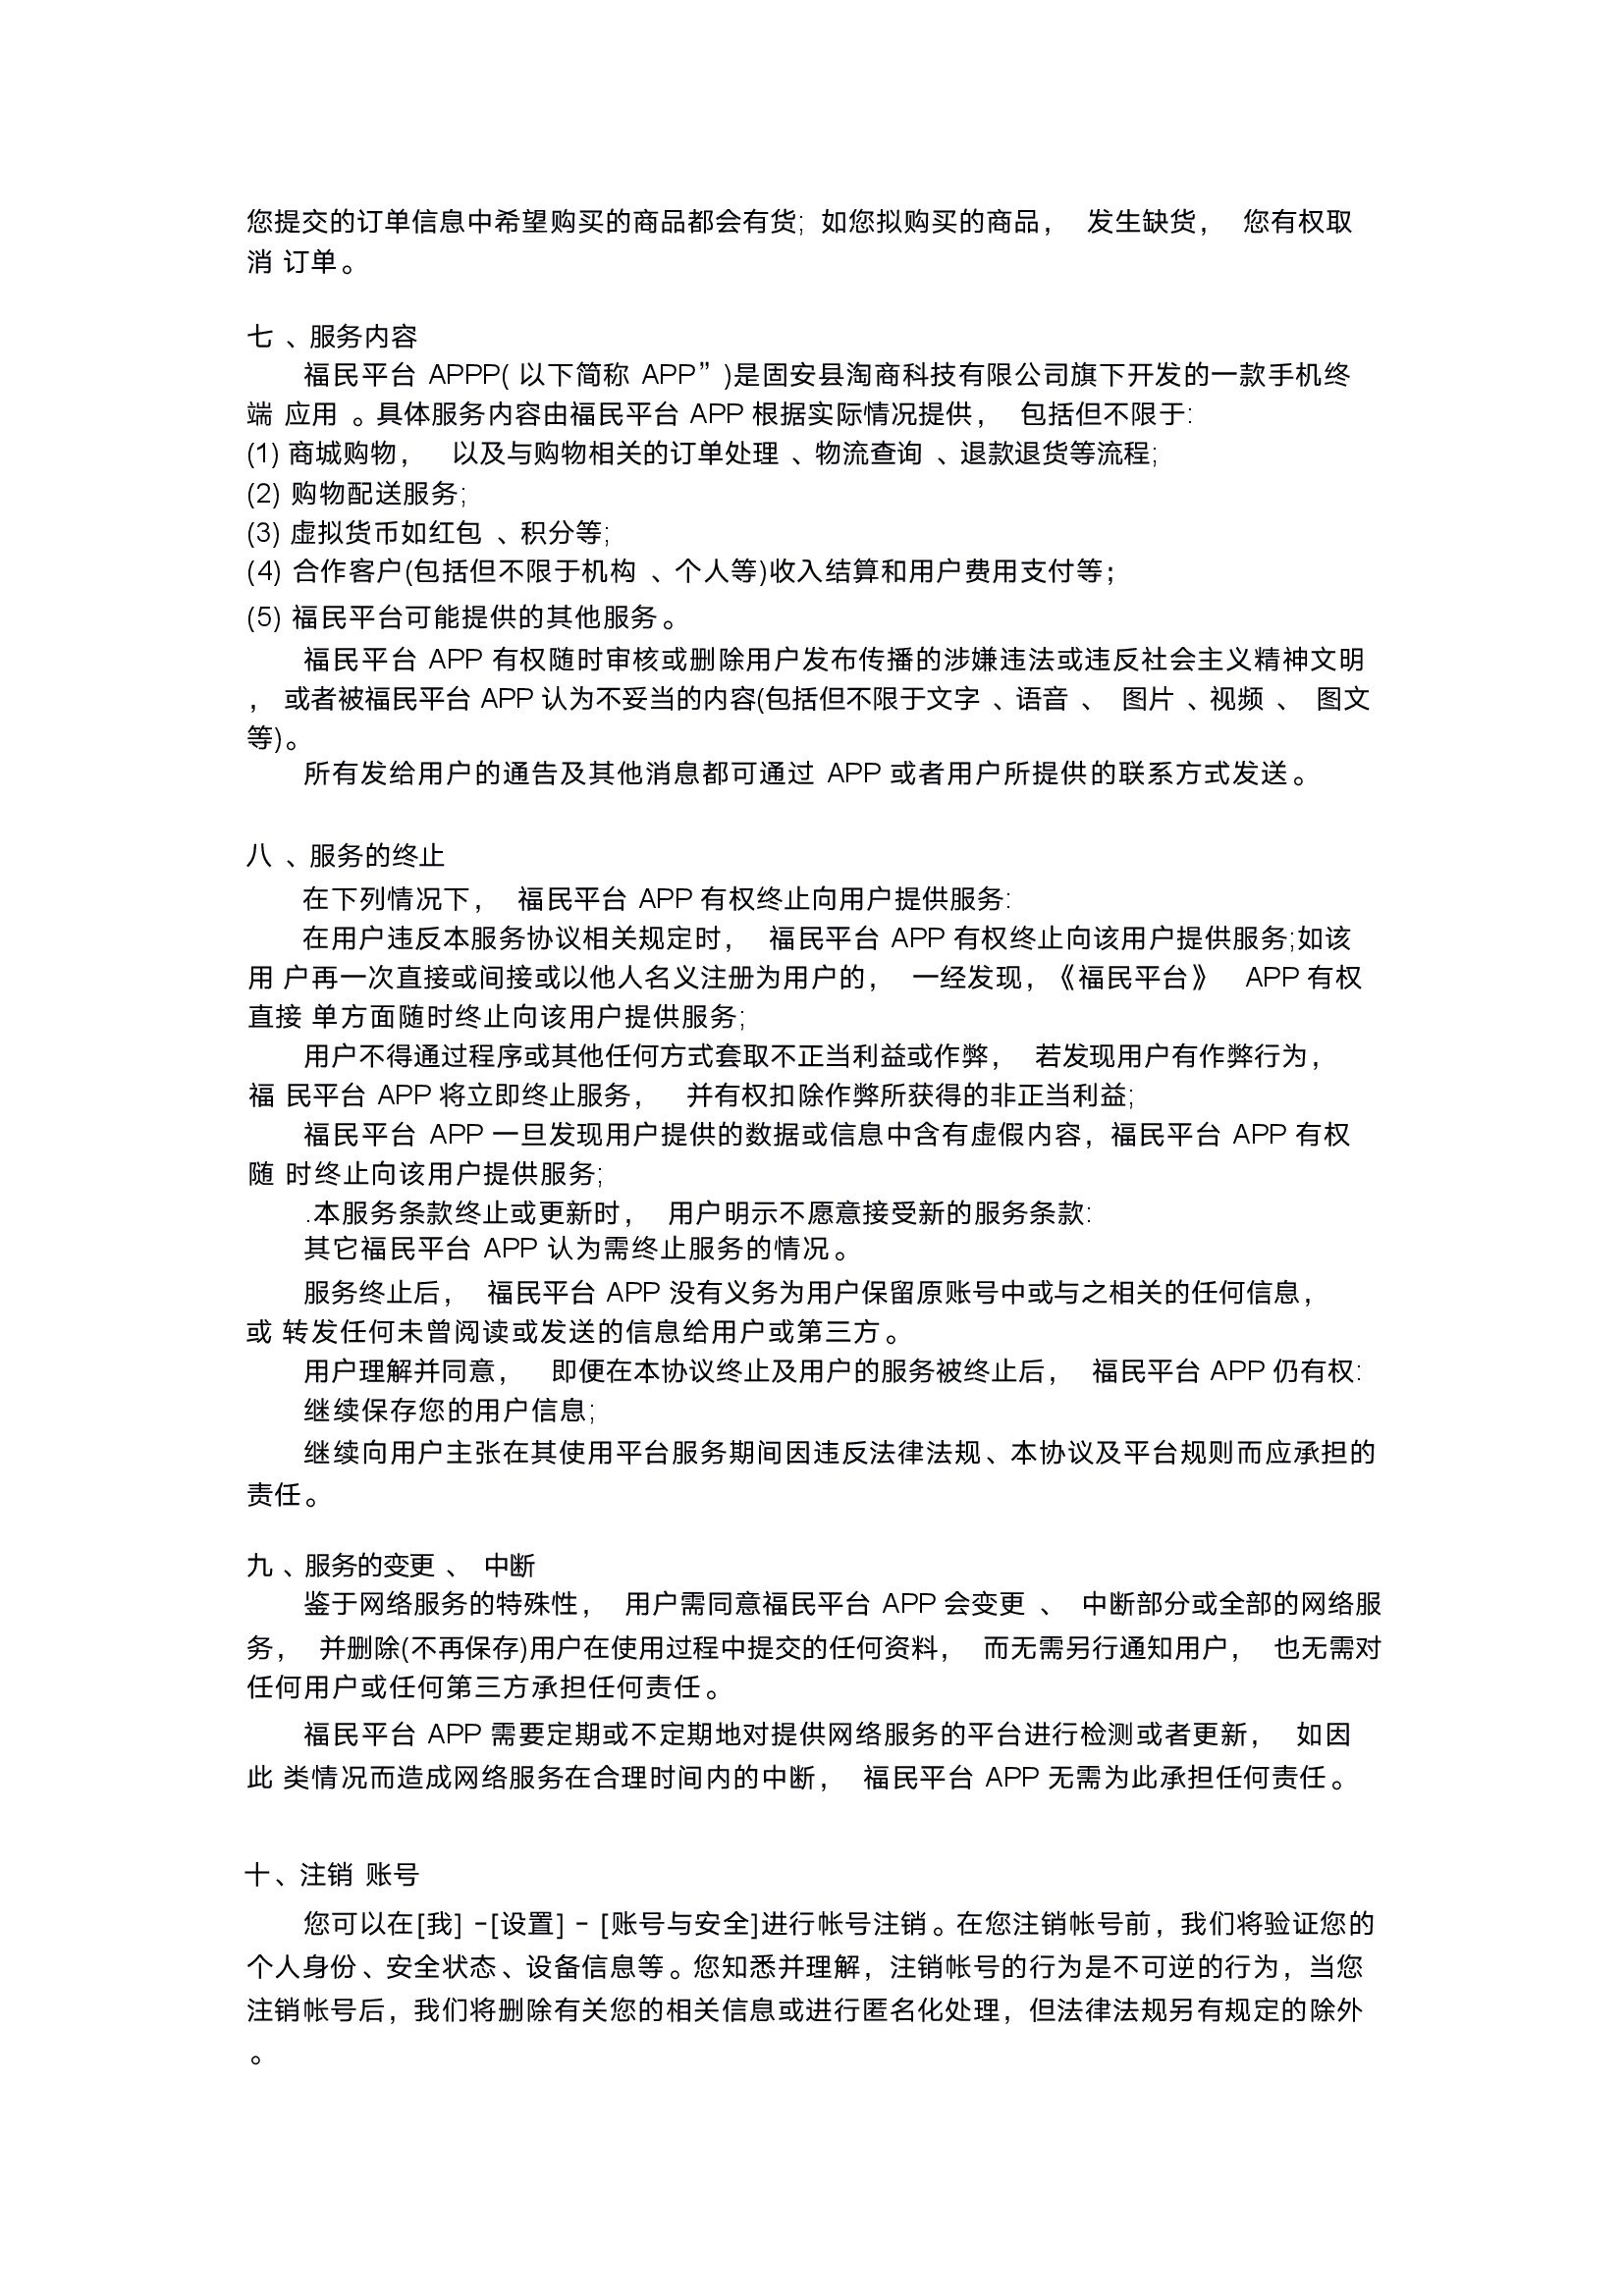 您提交的订单信息中希望购买的商品都会有货; 如您拟购买的商品， 发生缺货， 您有权取
消 订单。
七 、服务内容
福民平台 APPP( 以下简称 APP” )是固安县淘商科技有限公司旗下开发的一款手机终
端 应用 。具体服务内容由福民平台 APP 根据实际情况提供， 包括但不限于:
(1) 商城购物， 以及与购物相关的订单处理 、物流查询 、退款退货等流程;
(2) 购物配送服务;
(3) 虚拟货币如红包 、积分等;
(4) 合作客户(包括但不限于机构 、个人等)收入结算和用户费用支付等；
(5) 福民平台可能提供的其他服务。
福民平台 APP 有权随时审核或删除用户发布传播的涉嫌违法或违反社会主义精神文明
， 或者被福民平台 APP 认为不妥当的内容(包括但不限于文字 、语音 、 图片 、视频 、 图文
等)。
所有发给用户的通告及其他消息都可通过 APP 或者用户所提供的联系方式发送。
八 、服务的终止
在下列情况下， 福民平台 APP 有权终止向用户提供服务:
在用户违反本服务协议相关规定时， 福民平台 APP 有权终止向该用户提供服务;如该
用 户再一次直接或间接或以他人名义注册为用户的， 一经发现，《福民平台》 APP 有权
直接 单方面随时终止向该用户提供服务;
用户不得通过程序或其他任何方式套取不正当利益或作弊， 若发现用户有作弊行为，
福 民平台 APP 将立即终止服务， 并有权扣除作弊所获得的非正当利益;
福民平台 APP 一旦发现用户提供的数据或信息中含有虚假内容，福民平台 APP 有权
随 时终止向该用户提供服务;
.本服务条款终止或更新时， 用户明示不愿意接受新的服务条款:
其它福民平台 APP 认为需终止服务的情况。
服务终止后， 福民平台 APP 没有义务为用户保留原账号中或与之相关的任何信息，
或 转发任何未曾阅读或发送的信息给用户或第三方。
用户理解并同意， 即便在本协议终止及用户的服务被终止后， 福民平台 APP 仍有权:
继续保存您的用户信息;
继续向用户主张在其使用平台服务期间因违反法律法规、本协议及平台规则而应承担的
责任。
九 、服务的变更 、 中断
鉴于网络服务的特殊性， 用户需同意福民平台 APP 会变更 、 中断部分或全部的网络服
务， 并删除(不再保存)用户在使用过程中提交的任何资料， 而无需另行通知用户， 也无需对
任何用户或任何第三方承担任何责任。
福民平台 APP 需要定期或不定期地对提供网络服务的平台进行检测或者更新， 如因
此 类情况而造成网络服务在合理时间内的中断， 福民平台 APP 无需为此承担任何责任。
十、注销 账号
您可以在[我] -[设置] - [账号与安全]进行帐号注销。在您注销帐号前，我们将验证您的
个人身份、安全状态、设备信息等。您知悉并理解，注销帐号的行为是不可逆的行为，当您
注销帐号后，我们将删除有关您的相关信息或进行匿名化处理，但法律法规另有规定的除外
。